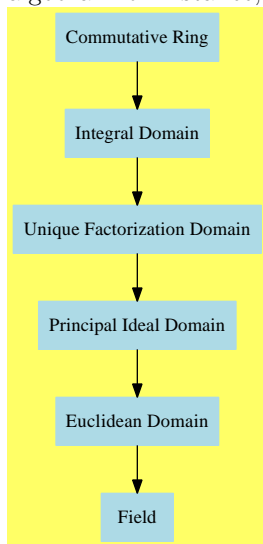 Commutative Ring
Integral Domain
Unique Factorization Domain
Principal Ideal Domain
Euclidean Domain
Field